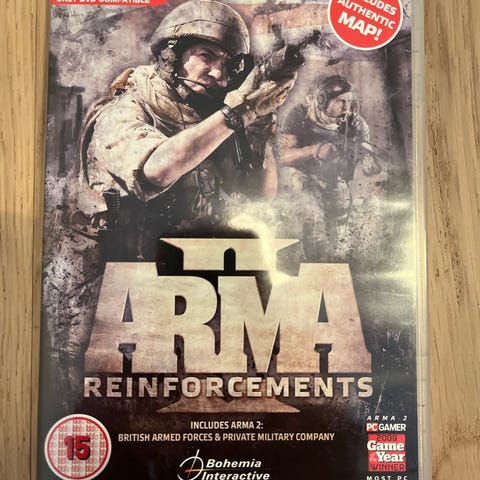 ONLY DVD COMPATIBLE
INCLUDES
AUTHENTIC
MAP!
II
ARMA
REINFORCEMENTS
INCLUDES ARMA 2:
BRITISH ARMED FORCES & PRIVATE MILITARY COMPANY
15
Bohemia
Interactive
ARMA 2
PC GAMER
2009
Game
of the
Year
WINNER
MOST PC